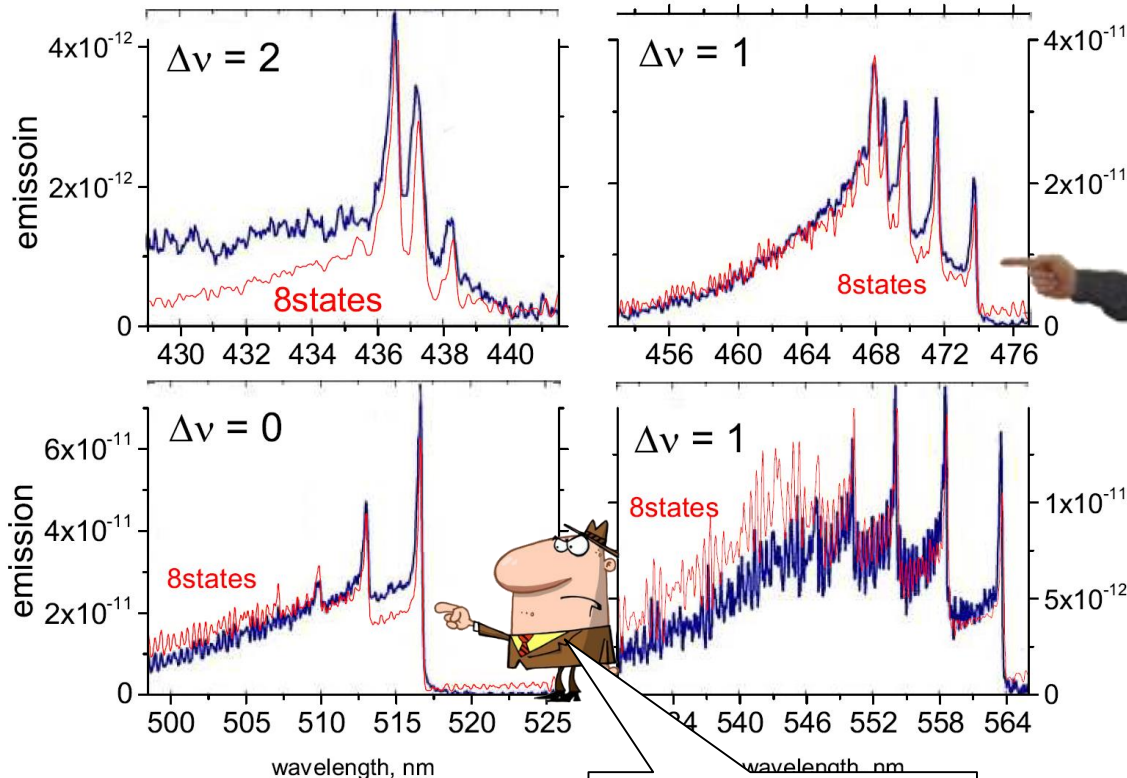 4x10-12
2x10-12
0
emissoin
Δν = 2
8states
430 432 434 436 438 440
Δν = 1
8states
4x10-11
2x10-11
0
456 460 464 468 472 476
6x10-11
4x10-11
2x10-11
0
emission
Δν = 0
8states
500 505 510 515 520 525
wavelength, nm
Δν = 1
8states
1x10-11
5x10-12
0
540 546 552 558 564
wavelength, nm